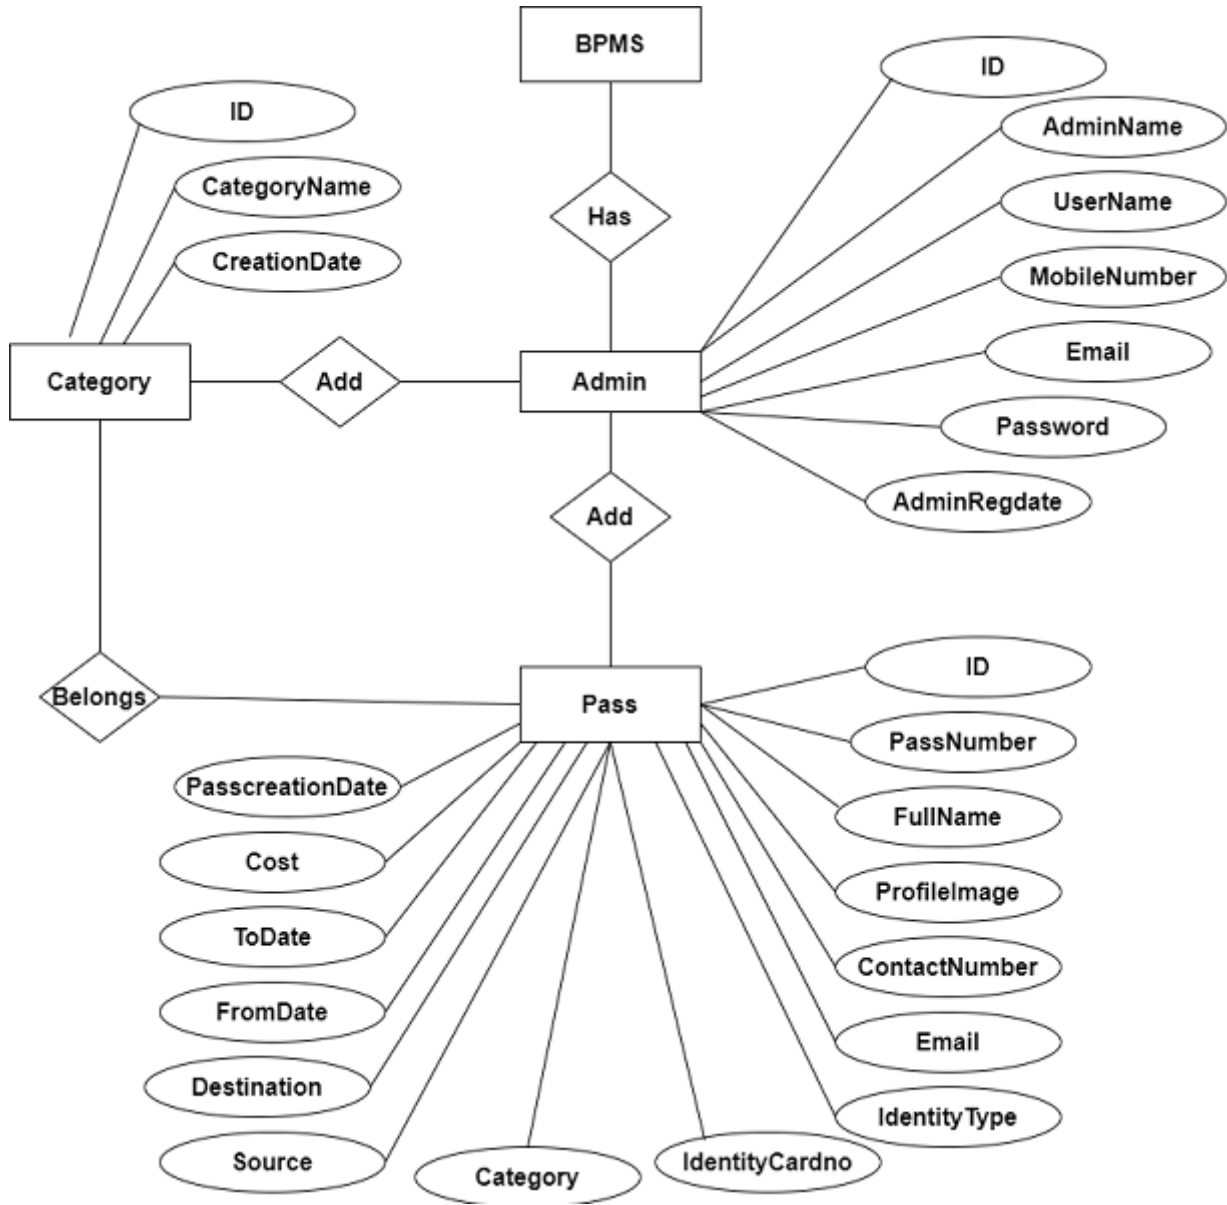 BPMS
ID
ID
AdminName
CategoryName
UserName
Has
CreationDate
MobileNumber
Email
Category
Add
Admin
Password
AdminRegdate
Add
ID
Belongs
Pass
PassNumber
PasscreationDate
FullName
Cost
ProfileImage
ToDate
ContactNumber
FromDate
Email
Destination
IdentityType
Source
Category
IdentityCardno